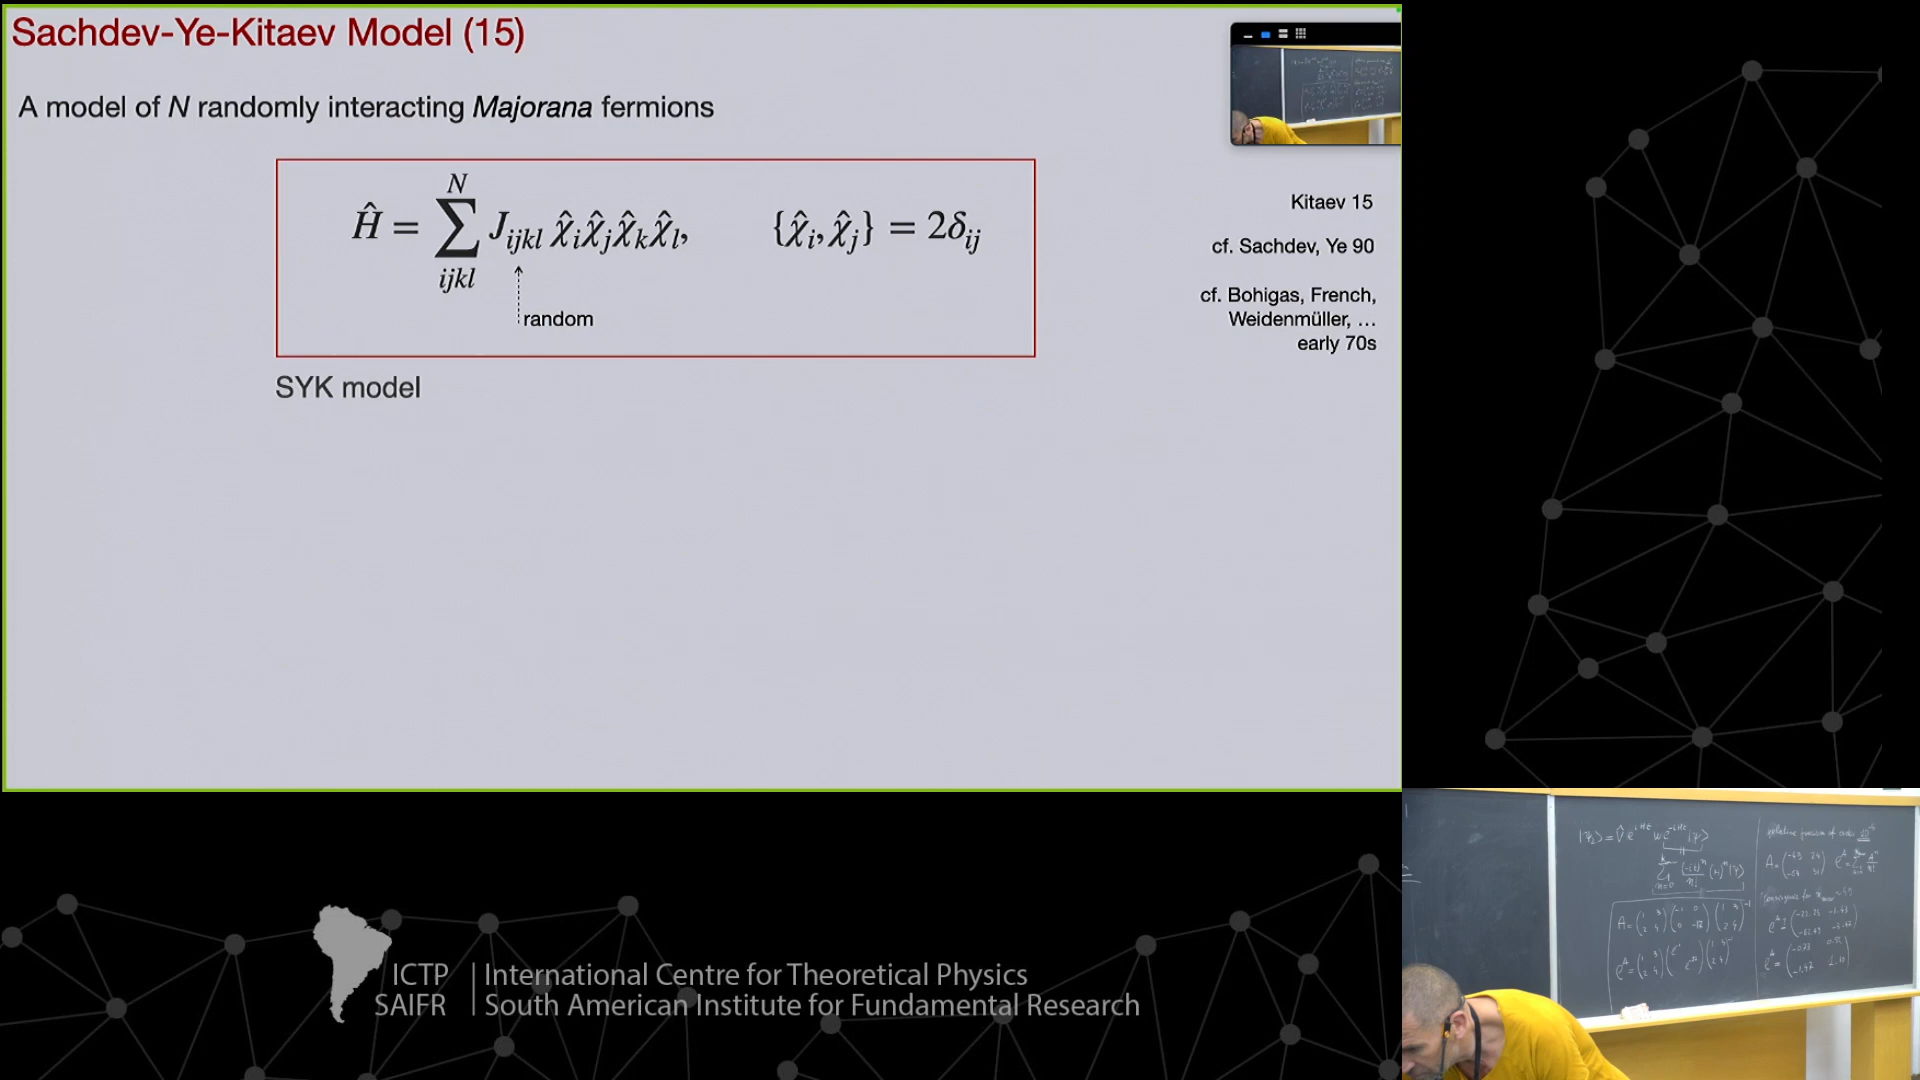 Sachdev-Ye-Kitaev Model (15)
A model of N randomly interacting Majorana fermions
Ĥ = ∑_{ijkl}^{N} J_{ijkl} χ̂_i χ̂_j χ̂_k χ̂_l, {χ̂_i, χ̂_j} = 2δ_{ij}
random
SYK model
Kitaev 15
cf. Sachdev, Ye 90
cf. Bohigas, French,
Weidenmüller, …
early 70s
ICTP | International Centre for Theoretical Physics
SAIFR | South American Institute for Fundamental Research